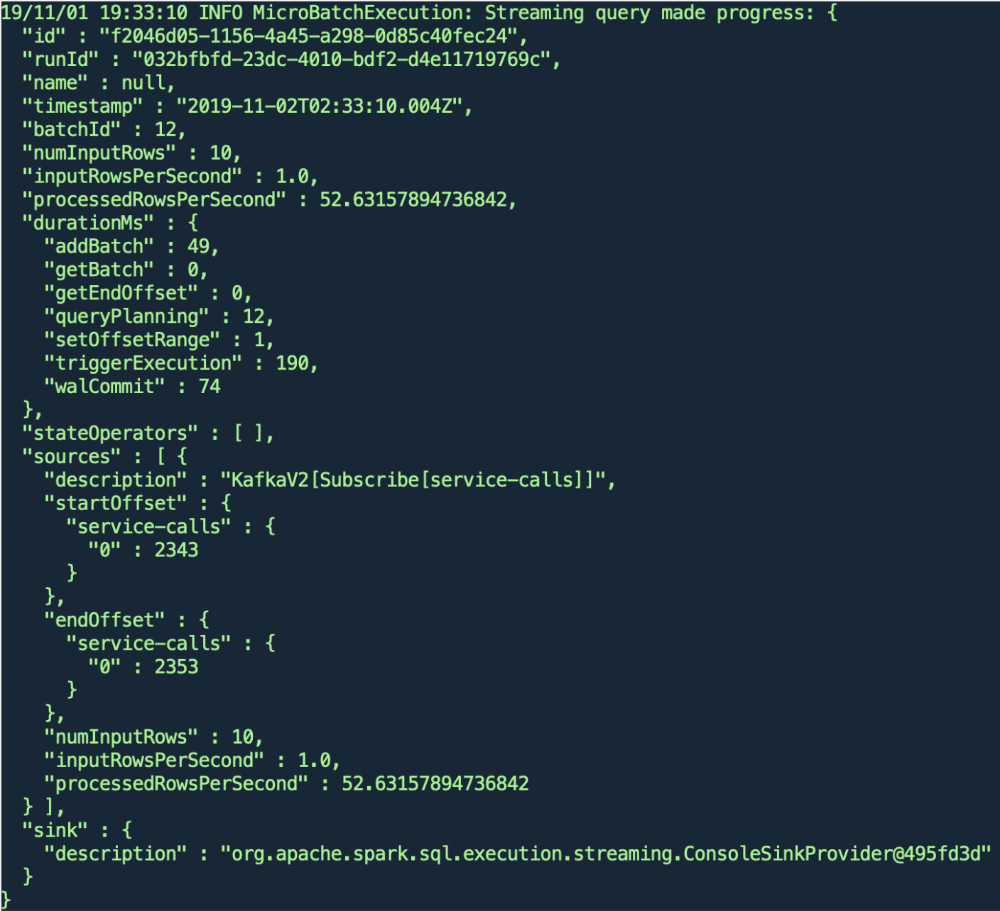 19/11/01 19:33:10 INFO MicroBatchExecution: Streaming query made progress: {
  "id" : "f2046d05-1156-4a45-a298-0d85c40fec24",
  "runId" : "032bfbfd-23dc-4010-bdf2-d4e11719769c",
  "name" : null,
  "timestamp" : "2019-11-02T02:33:10.004Z",
  "batchId" : 12,
  "numInputRows" : 10,
  "inputRowsPerSecond" : 1.0,
  "processedRowsPerSecond" : 52.63157894736842,
  "durationMs" : {
    "addBatch" : 49,
    "getBatch" : 0,
    "getEndOffset" : 0,
    "queryPlanning" : 12,
    "setOffsetRange" : 1,
    "triggerExecution" : 190,
    "walCommit" : 74
  },
  "stateOperators" : [ ],
  "sources" : [ {
    "description" : "KafkaV2[Subscribe[service-calls]]",
    "startOffset" : {
      "service-calls" : {
        "0" : 2343
      }
    },
    "endOffset" : {
      "service-calls" : {
        "0" : 2353
      }
    },
    "numInputRows" : 10,
    "inputRowsPerSecond" : 1.0,
    "processedRowsPerSecond" : 52.63157894736842
  } ],
  "sink" : {
    "description" : "org.apache.spark.sql.execution.streaming.ConsoleSinkProvider@495fd3d"
  }
}